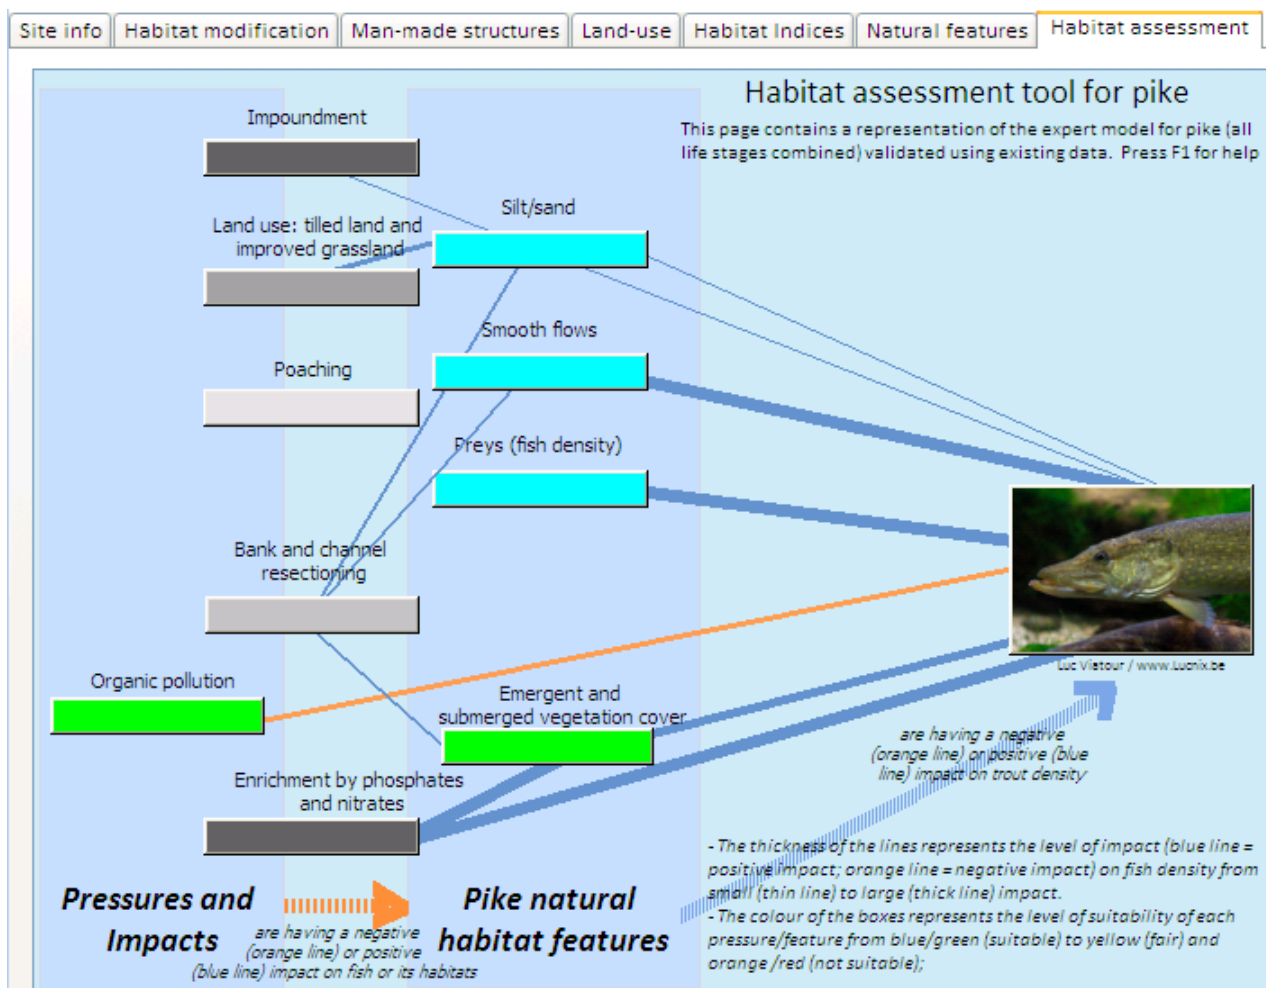 Site info
Habitat modification
Man-made structures
Land-use
Habitat Indices
Natural features
Habitat assessment
Habitat assessment tool for pike
This page contains a representation of the expert model for pike (all
life stages combined) validated using existing data. Press F1 for help
Impoundment
Silt/sand
Land use: tilled land and
improved grassland
Smooth flows
Poaching
Preys (fish density)
Bank and channel
resectioning
Luc Viatour / www.Lucnix.be
Organic pollution
Emergent and
submerged vegetation cover
are having a negative
(orange line) or positive (blue
line) impact on trout density
Enrichment by phosphates
and nitrates
- The thickness of the lines represents the level of impact (blue line =
positive impact; orange line = negative impact) on fish density from
small (thin line) to large (thick line) impact.
- The colour of the boxes represents the level of suitability of each
pressure/feature from blue/green (suitable) to yellow (fair) and
orange /red (not suitable);
Pressures and
Impacts
are having a negative
(orange line) or positive
(blue line) impact on fish or its habitats
Pike natural
habitat features